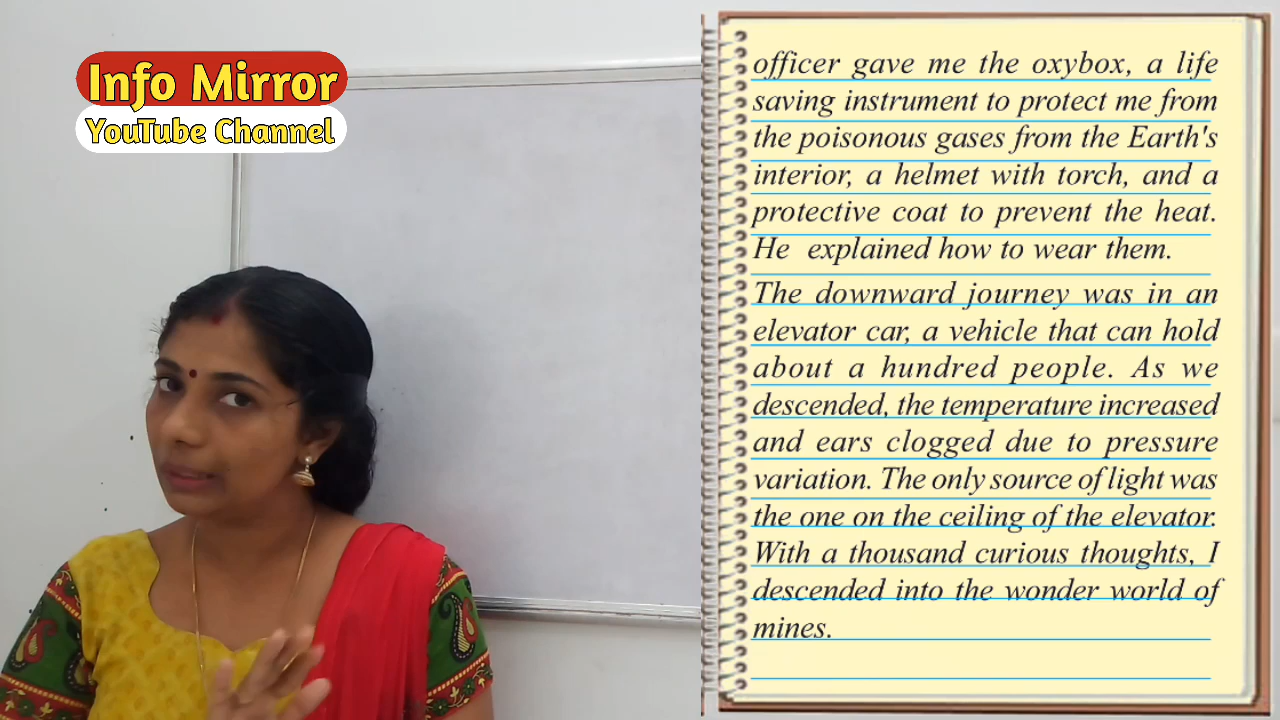 Info Mirror
YouTube Channel
officer gave me the oxybox, a life
saving instrument to protect me from
the poisonous gases from the Earth's
interior, a helmet with torch, and a
protective coat to prevent the heat.
He explained how to wear them.
The downward journey was in an
elevator car, a vehicle that can hold
about a hundred people. As we
descended, the temperature increased
and ears clogged due to pressure
variation. The only source of light was
the one on the ceiling of the elevator.
With a thousand curious thoughts, I
descended into the wonder world of
mines.